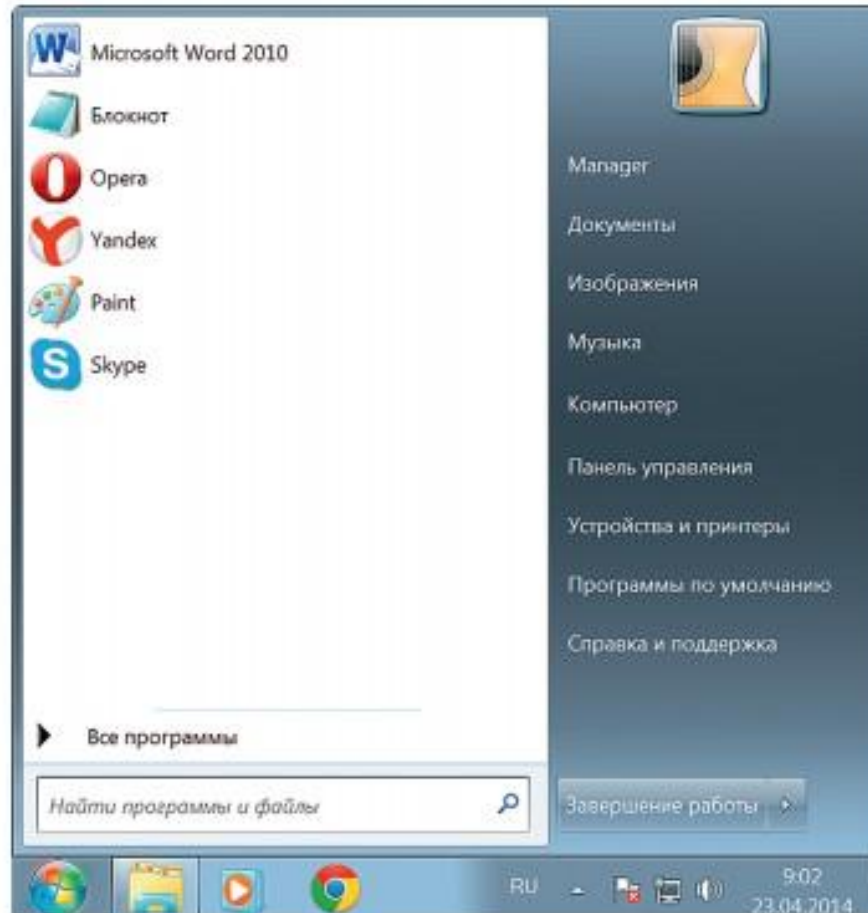 Microsoft Word 2010
Блокнот
Opera
Yandex
Paint
Skype
Все программы
Найти программы и файлы
Manager
Документы
Изображения
Музыка
Компьютер
Панель управления
Устройства и принтеры
Программы по умолчанию
Справка и поддержка
Завершение работы
RU
9:02
23.04.2014